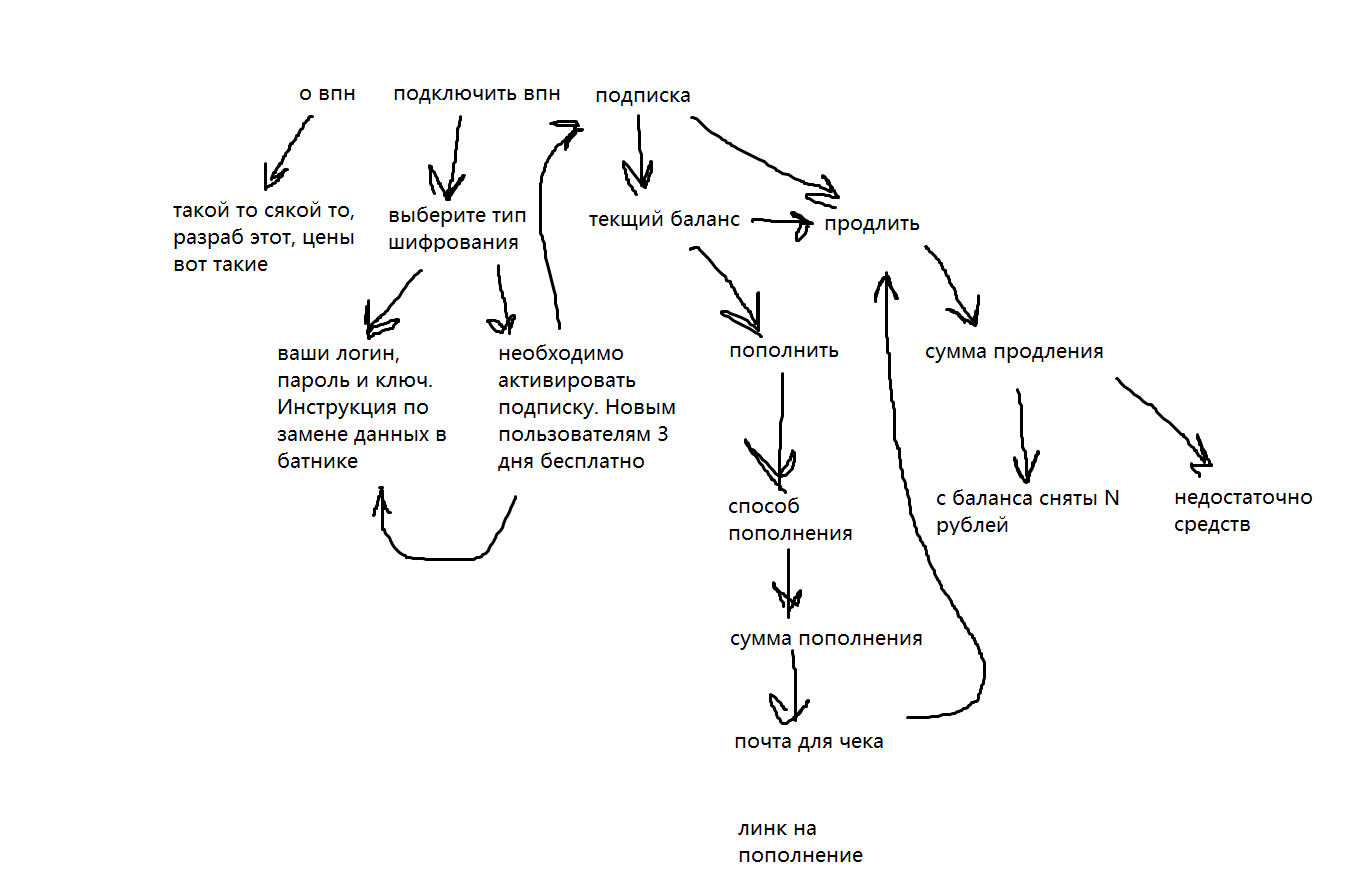 о впн
подключить впн
подписка
такой то сякой то,
разраб этот, цены
вот такие
выберите тип
шифрования
текщий баланс
продлить
ваши логин,
пароль и ключ.
Инструкция по
замене данных в
батнике
необходимо
активировать
подписку. Новым
пользователям 3
дня бесплатно
пополнить
сумма продления
способ
пополнения
с баланса сняты N
рублей
недостаточно
средств
сумма пополнения
почта для чека
линк на
пополнение